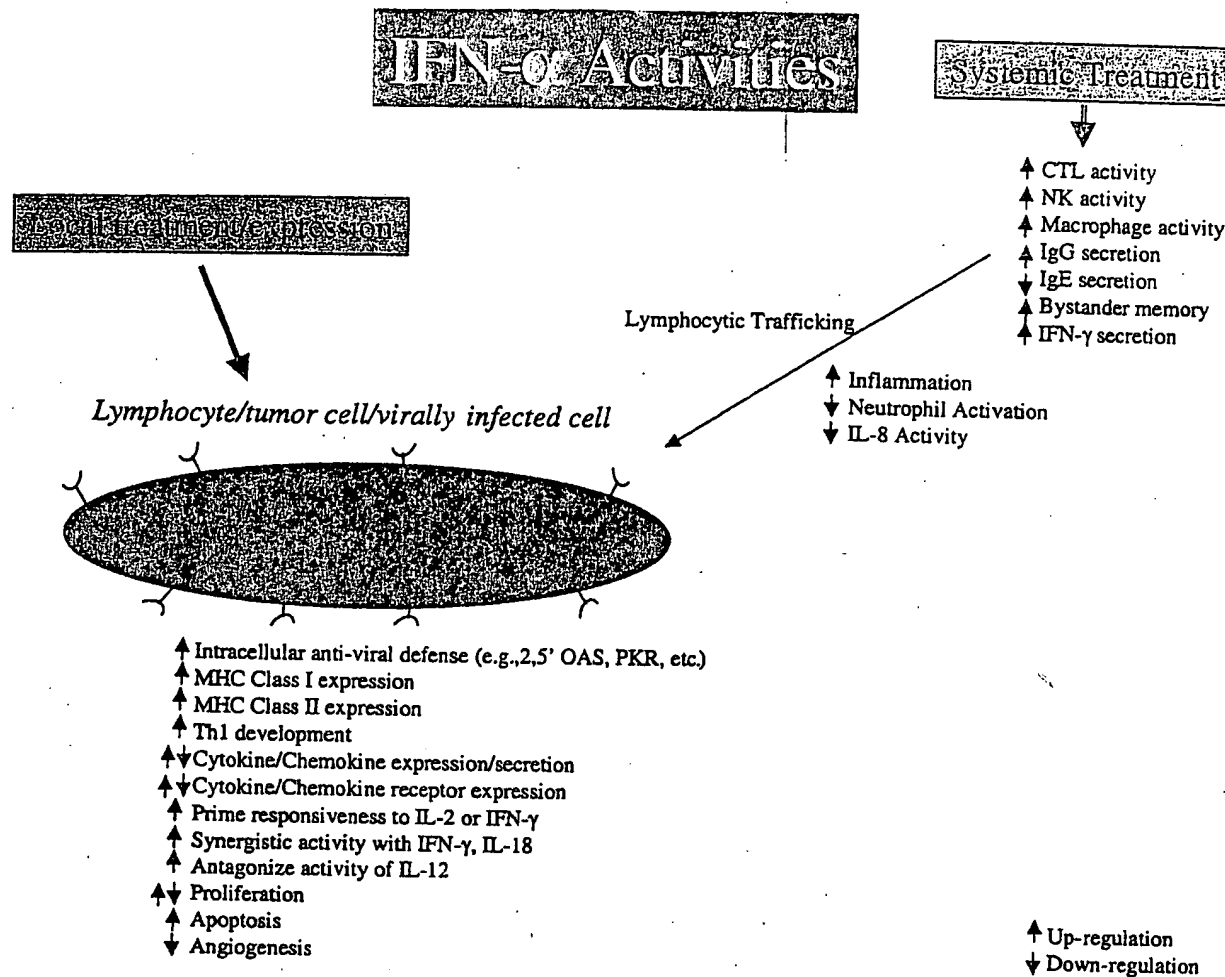 IFN-α Activities
Systemic Treatment
↑ CTL activity
↑ NK activity
↑ Macrophage activity
↑ IgG secretion
↓ IgE secretion
↑ Bystander memory
↑ IFN-γ secretion
Local treatment/expression
Lymphocytic Trafficking
↑ Inflammation
↓ Neutrophil Activation
↓ IL-8 Activity
Lymphocyte/tumor cell/virally infected cell
↑ Intracellular anti-viral defense (e.g.,2,5' OAS, PKR, etc.)
↑ MHC Class I expression
↑ MHC Class II expression
↑ Th1 development
↑↓ Cytokine/Chemokine expression/secretion
↑↓ Cytokine/Chemokine receptor expression
↑ Prime responsiveness to IL-2 or IFN-γ
↑ Synergistic activity with IFN-γ, IL-18
↑ Antagonize activity of IL-12
↑↓ Proliferation
↑ Apoptosis
↓ Angiogenesis
↑ Up-regulation
↓ Down-regulation